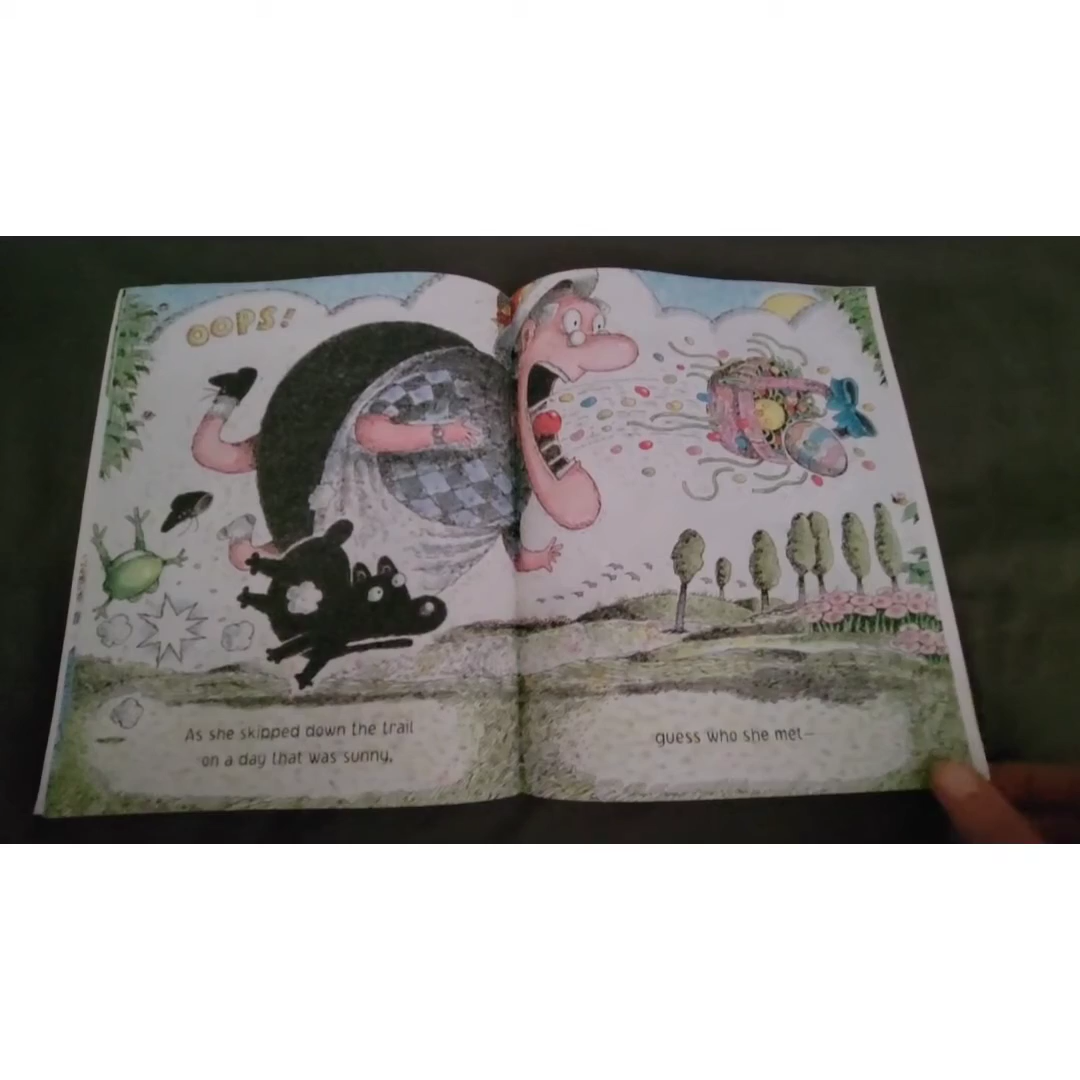 OOPS!
As she skipped down the trail
on a day that was sunny,
guess who she met—